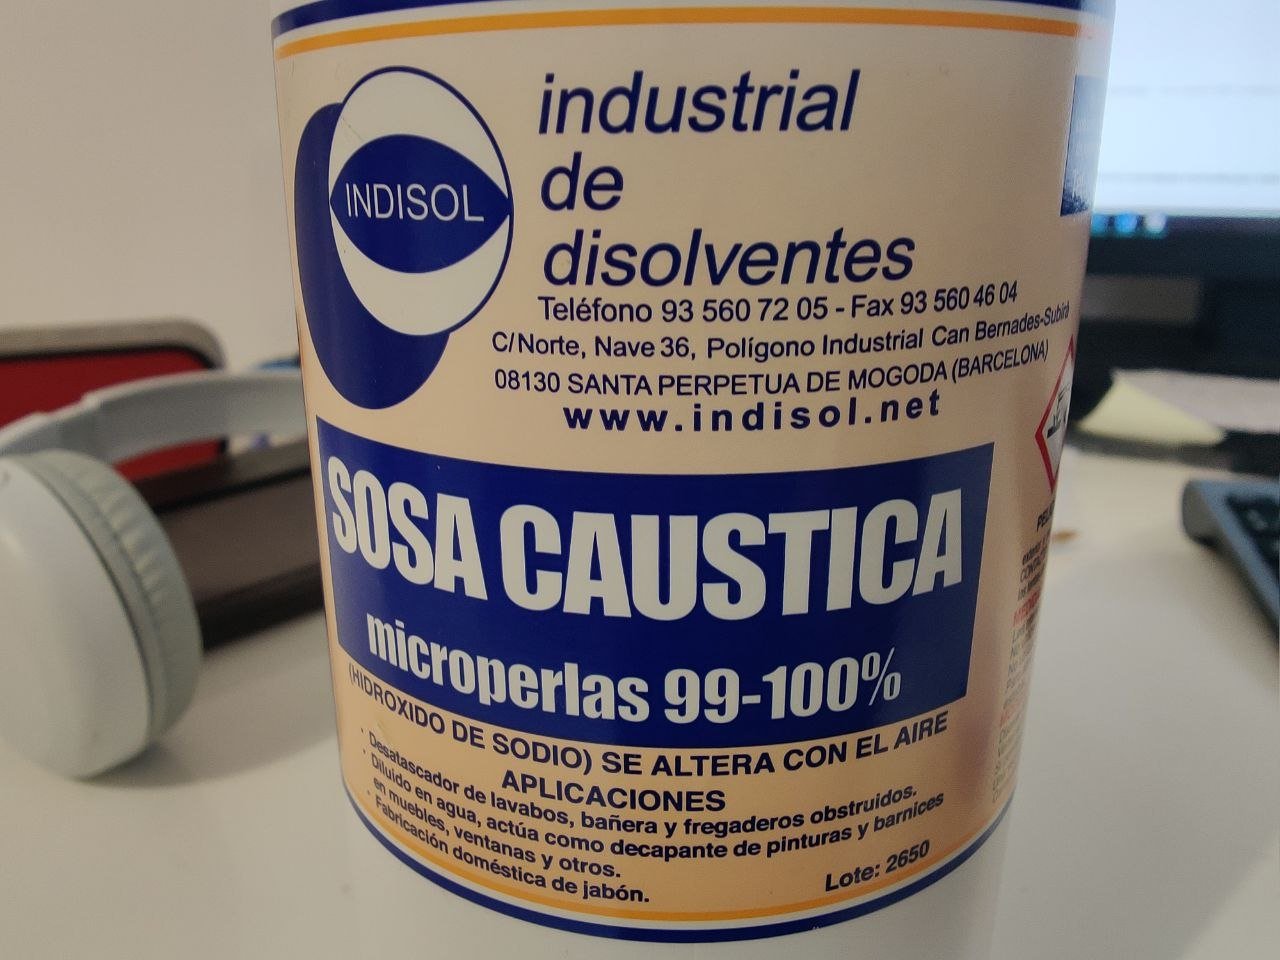 INDISOL
industrial
de
disolventes
Teléfono 93 560 72 05 - Fax 93 560 46 04
C/Norte, Nave 36, Polígono Industrial Can Bernades-Subirà
08130 SANTA PERPETUA DE MOGODA (BARCELONA)
www.indisol.net
SOSA CAUSTICA
microperlas 99-100%
(HIDROXIDO DE SODIO) SE ALTERA CON EL AIRE
APLICACIONES
· Desatascador de lavabos, bañera y fregaderos obstruidos.
· Diluido en agua, actúa como decapante de pinturas y barnices
en muebles, ventanas y otros.
· Fabricación doméstica de jabón.
Lote: 2650